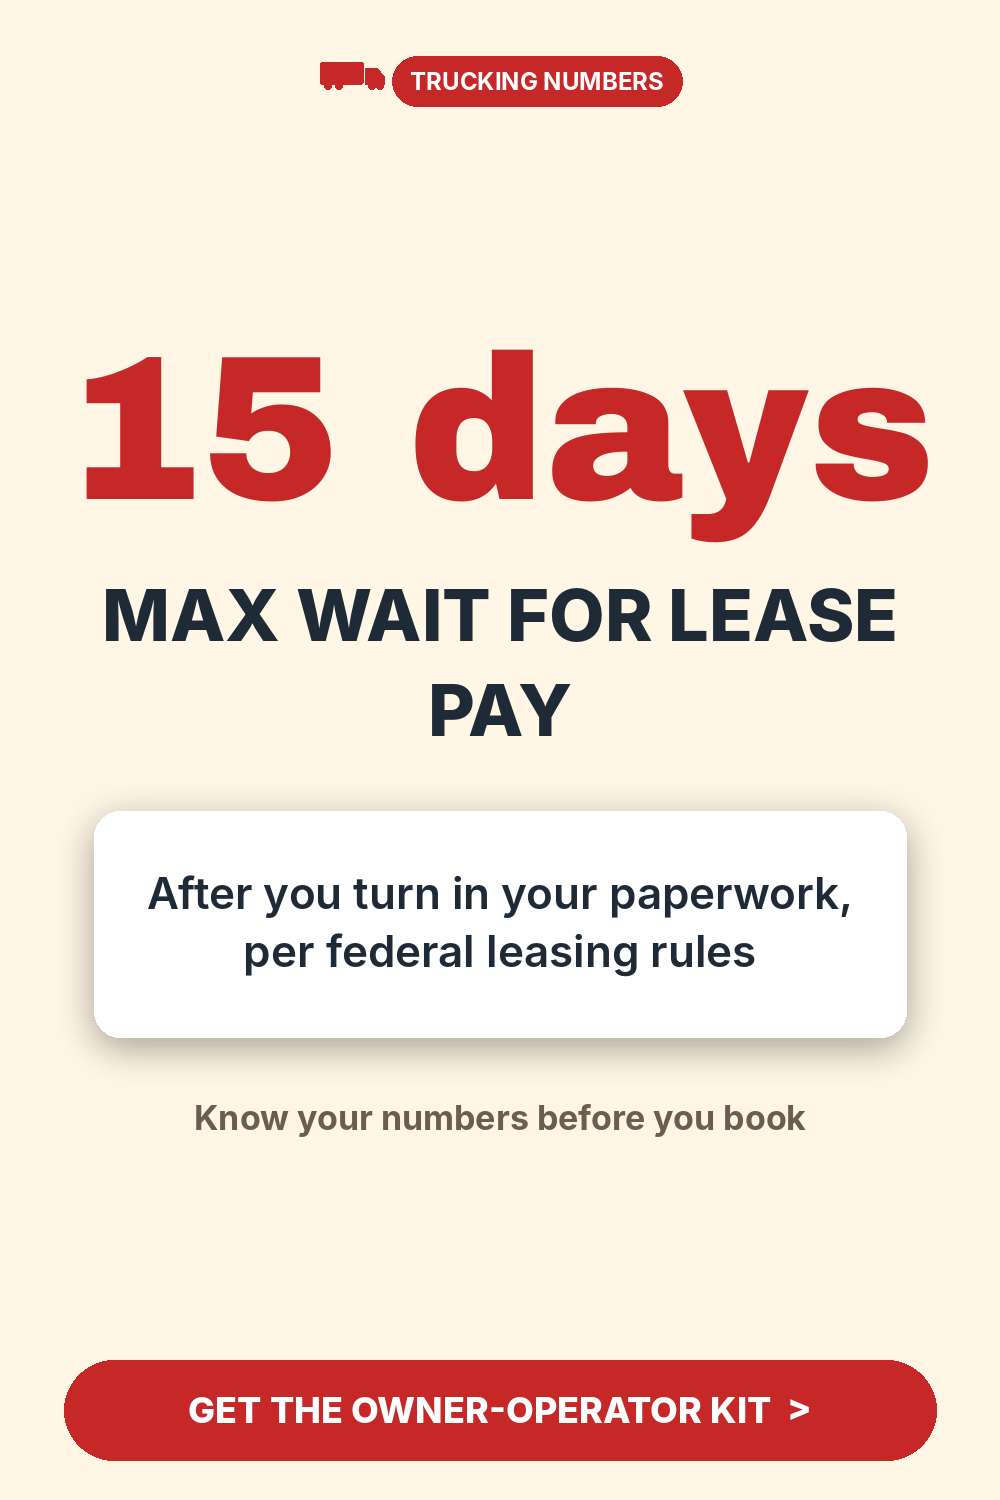 TRUCKING NUMBERS
15 days
MAX WAIT FOR LEASE
PAY
After you turn in your paperwork,
per federal leasing rules
Know your numbers before you book
GET THE OWNER-OPERATOR KIT >